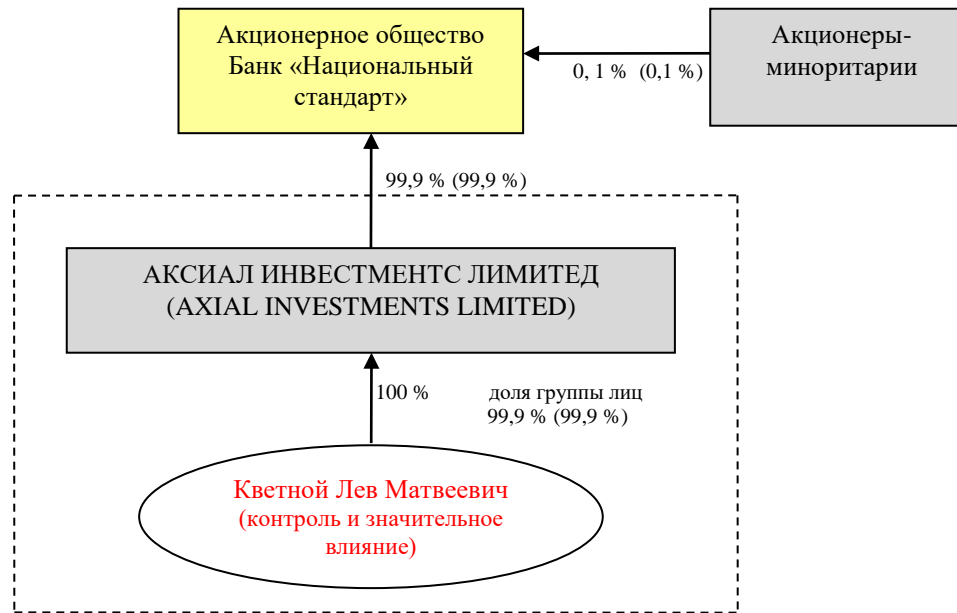 Акционерное общество
Банк «Национальный
стандарт»
Акционеры-
миноритарии
0, 1 %  (0,1 %)
99,9 % (99,9 %)
АКСИАЛ ИНВЕСТМЕНТС ЛИМИТЕД
(AXIAL INVESTMENTS LIMITED)
100 %
доля группы лиц
99,9 % (99,9 %)
Кветной Лев Матвеевич
(контроль и значительное
влияние)